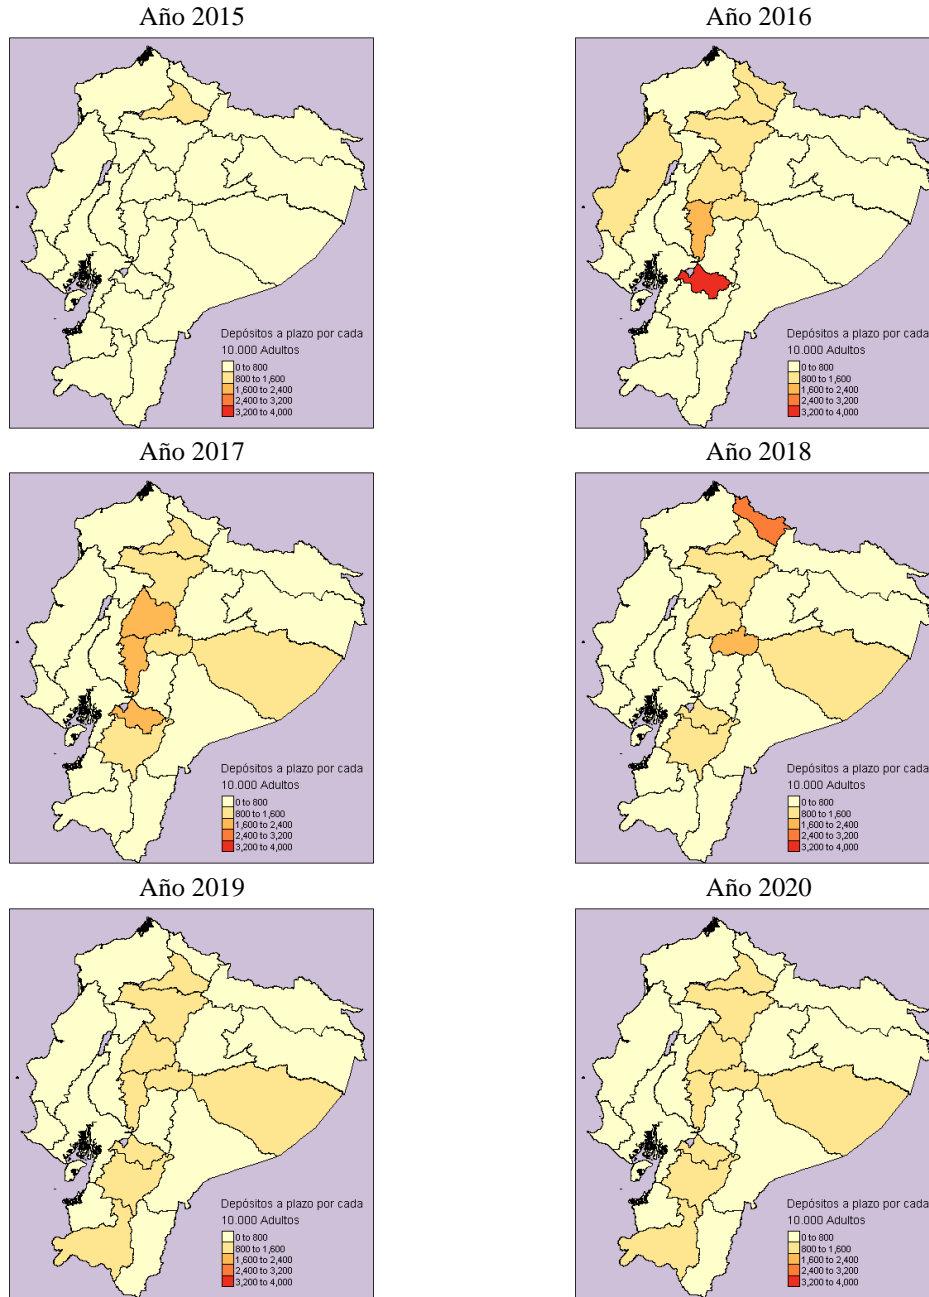 Año 2015
Año 2016
Depósitos a plazo por cada
10.000 Adultos
0 to 800
800 to 1,600
1,600 to 2,400
2,400 to 3,200
3,200 to 4,000
Depósitos a plazo por cada
10.000 Adultos
0 to 800
800 to 1,600
1,600 to 2,400
2,400 to 3,200
3,200 to 4,000
Año 2017
Año 2018
Depósitos a plazo por cada
10.000 Adultos
0 to 800
800 to 1,600
1,600 to 2,400
2,400 to 3,200
3,200 to 4,000
Depósitos a plazo por cada
10.000 Adultos
0 to 800
800 to 1,600
1,600 to 2,400
2,400 to 3,200
3,200 to 4,000
Año 2019
Año 2020
Depósitos a plazo por cada
10.000 Adultos
0 to 800
800 to 1,600
1,600 to 2,400
2,400 to 3,200
3,200 to 4,000
Depósitos a plazo por cada
10.000 Adultos
0 to 800
800 to 1,600
1,600 to 2,400
2,400 to 3,200
3,200 to 4,000